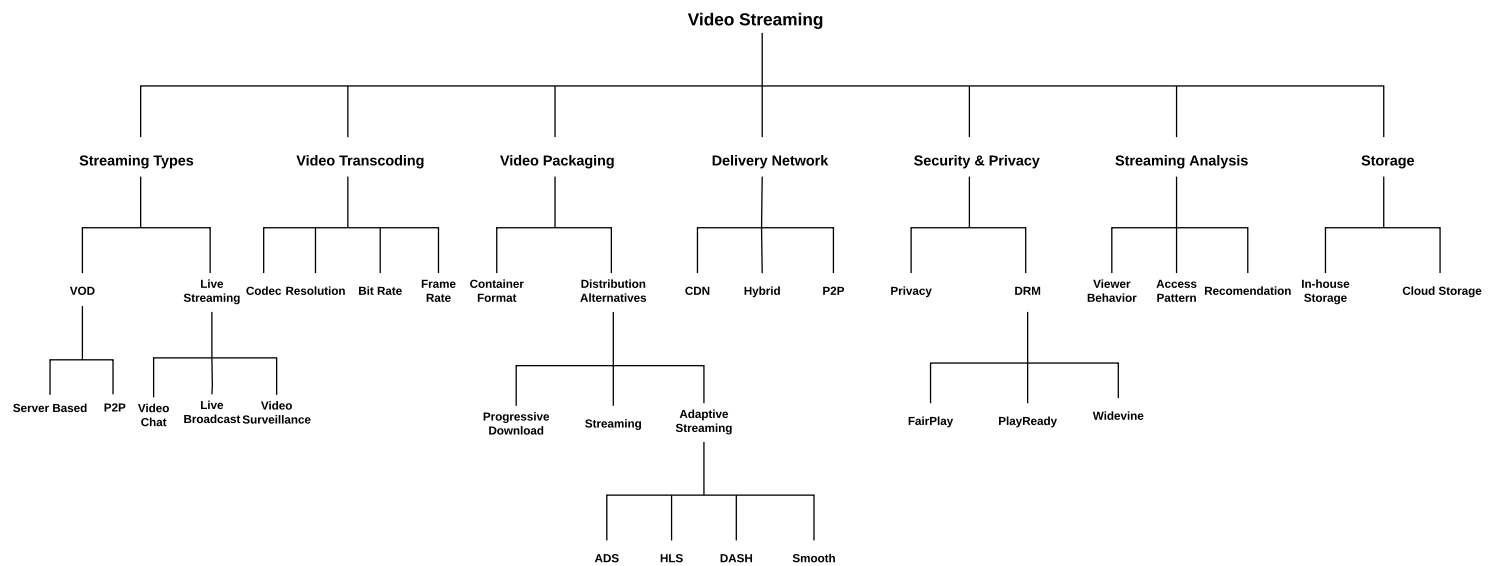 Video Streaming
Streaming Types
Video Transcoding
Video Packaging
Delivery Network
Security & Privacy
Streaming Analysis
Storage
VOD
Live
Streaming
Codec
Resolution
Bit Rate
Frame
Rate
Container
Format
Distribution
Alternatives
CDN
Hybrid
P2P
Privacy
DRM
Viewer
Behavior
Access
Pattern
Recomendation
In-house
Storage
Cloud Storage
Server Based
P2P
Video
Chat
Live
Broadcast
Video
Surveillance
Progressive
Download
Streaming
Adaptive
Streaming
FairPlay
PlayReady
Widevine
ADS
HLS
DASH
Smooth